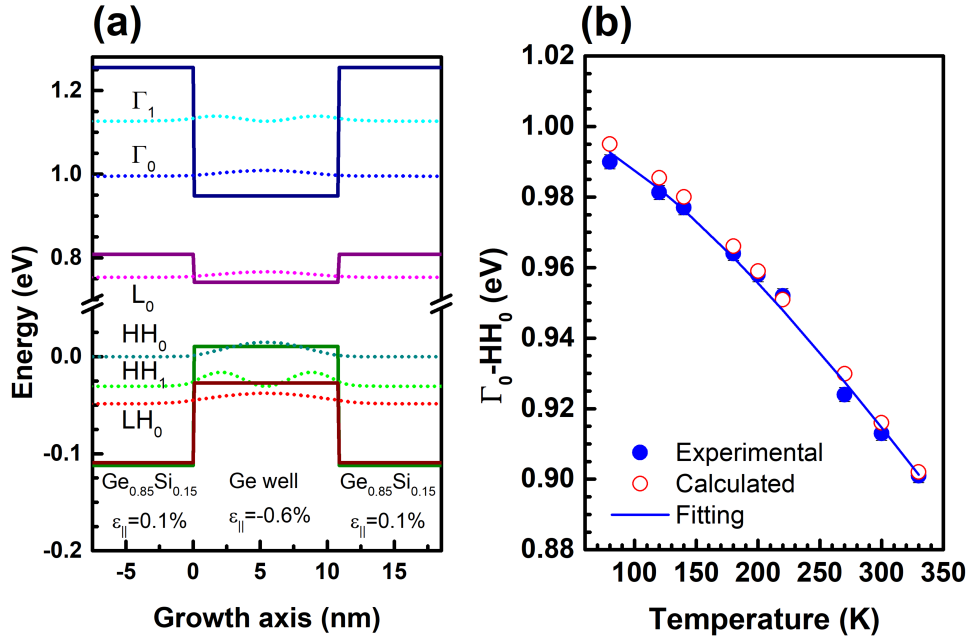 (a)
Energy (eV)
1.2
1.0
0.8
0.0
-0.1
-0.2
Γ1
Γ0
L0
HH0
HH1
LH0
Ge0.85Si0.15
Ge well
Ge0.85Si0.15
ε||=0.1%
ε||=-0.6%
ε||=0.1%
-5
0
5
10
15
Growth axis (nm)
(b)
Γ0-HH0 (eV)
1.02
1.00
0.98
0.96
0.94
0.92
0.90
0.88
Experimental
Calculated
Fitting
100
150
200
250
300
350
Temperature (K)